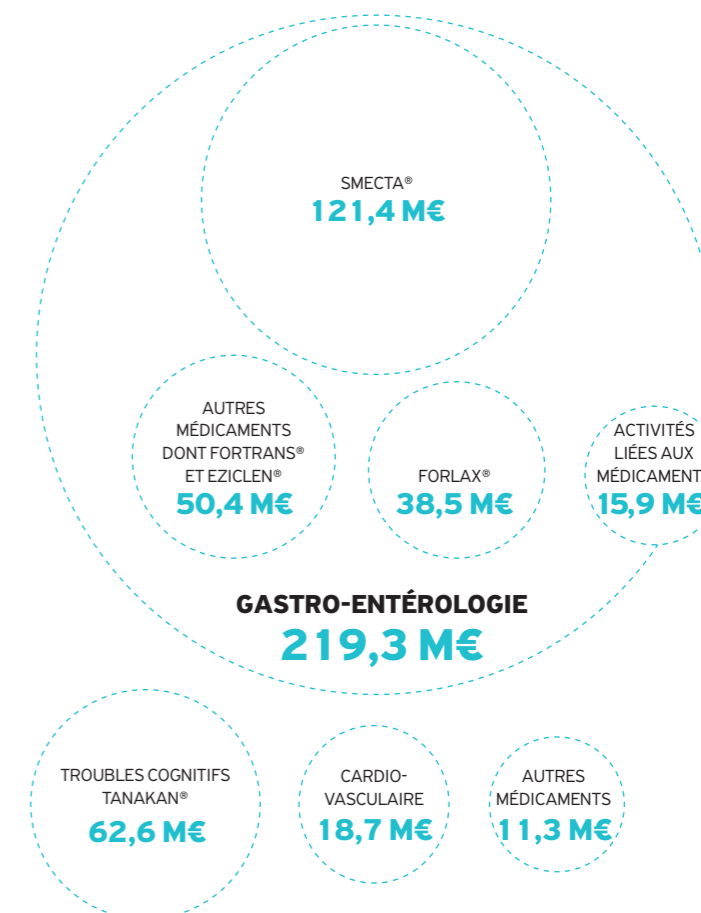 SMECTA®
121,4 M€
AUTRES
MÉDICAMENTS
DONT FORTRANS®
ET EZICLEN®
50,4 M€
FORLAX®
38,5 M€
ACTIVITÉS
LIÉES AUX
MÉDICAMENT
15,9 M€
GASTRO-ENTÉROLOGIE
219,3 M€
TROUBLES COGNITIFS
TANAKAN®
62,6 M€
CARDIO-
VASCULAIRE
18,7 M€
AUTRES
MÉDICAMENTS
11,3 M€